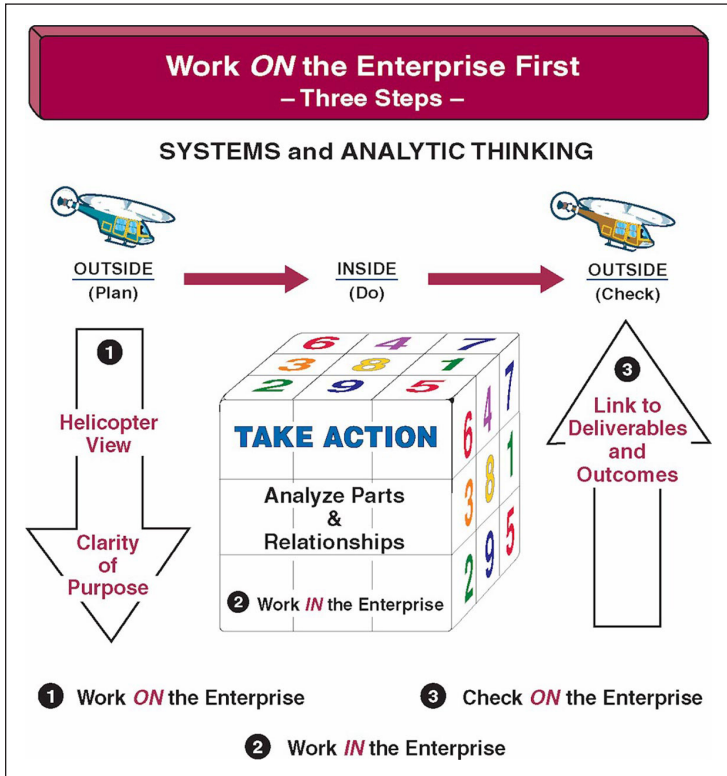 Work ON the Enterprise First
– Three Steps –
SYSTEMS and ANALYTIC THINKING
OUTSIDE
(Plan)
INSIDE
(Do)
OUTSIDE
(Check)
1
Helicopter
View
Clarity
of
Purpose
6 4 7
3 8 1
2 9 5
TAKE ACTION
Analyze Parts
&
Relationships
2 Work IN the Enterprise
6 4 7
3 8 1
2 9 5
3
Link to
Deliverables
and
Outcomes
1 Work ON the Enterprise
3 Check ON the Enterprise
2 Work IN the Enterprise